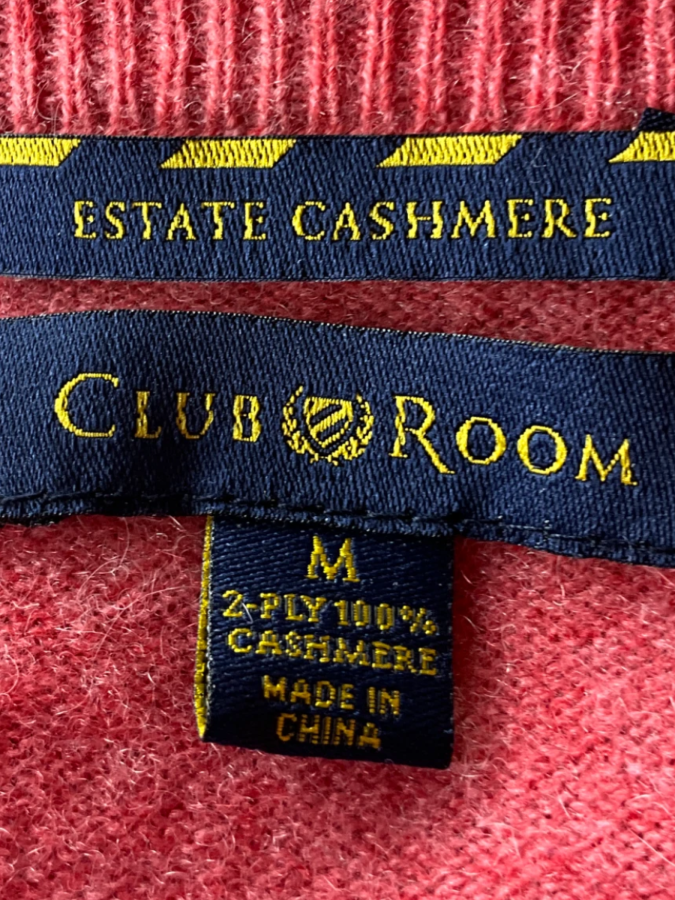 ESTATE CASHMERE
CLUB ROOM
M
2-PLY 100%
CASHMERE
MADE IN
CHINA